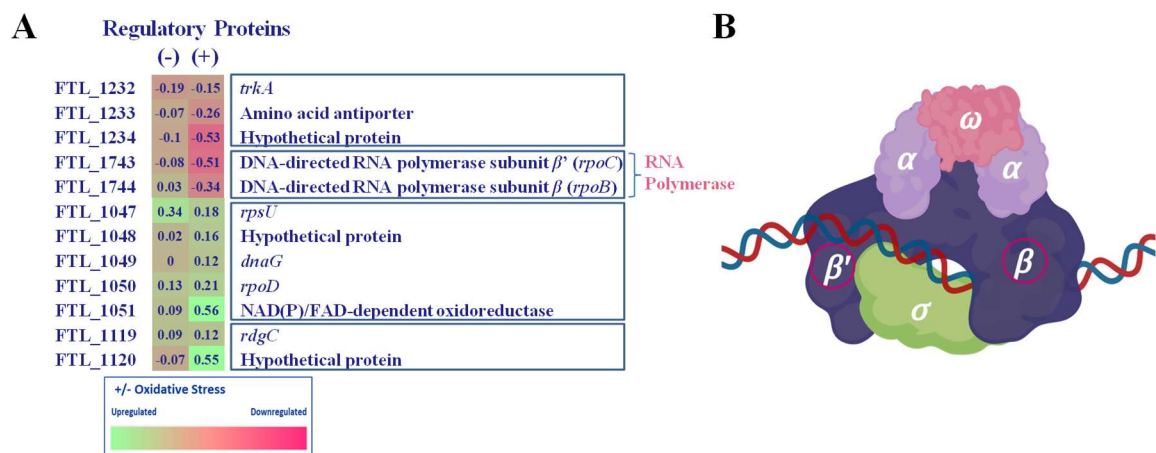 A
Regulatory Proteins
(-) (+)
FTL_1232 -0.19 -0.15 trkA
FTL_1233 -0.07 -0.26 Amino acid antiporter
FTL_1234 -0.1 -0.53 Hypothetical protein
FTL_1743 -0.08 -0.51 DNA-directed RNA polymerase subunit β’ (rpoC)
FTL_1744 0.03 -0.34 DNA-directed RNA polymerase subunit β (rpoB)
RNA
Polymerase
FTL_1047 0.34 0.18 rpsU
FTL_1048 0.02 0.16 Hypothetical protein
FTL_1049 0 0.12 dnaG
FTL_1050 0.13 0.21 rpoD
FTL_1051 0.09 0.56 NAD(P)/FAD-dependent oxidoreductase
FTL_1119 0.09 0.12 rdgC
FTL_1120 -0.07 0.55 Hypothetical protein
+/- Oxidative Stress
Upregulated Downregulated
B
ω
α α
β' β
σ